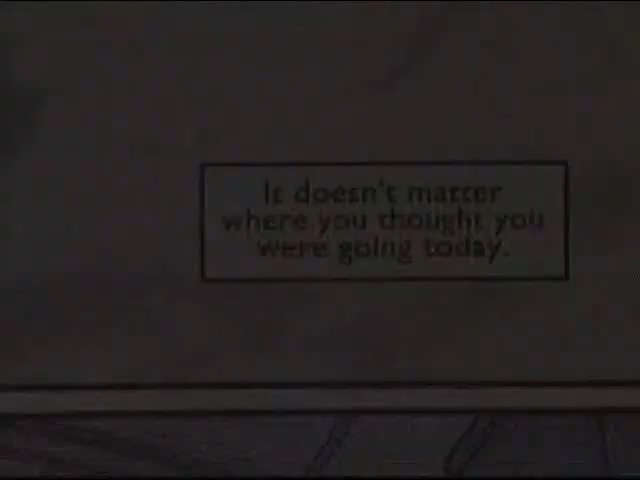 It doesn't matter
where you thought you
were going today.